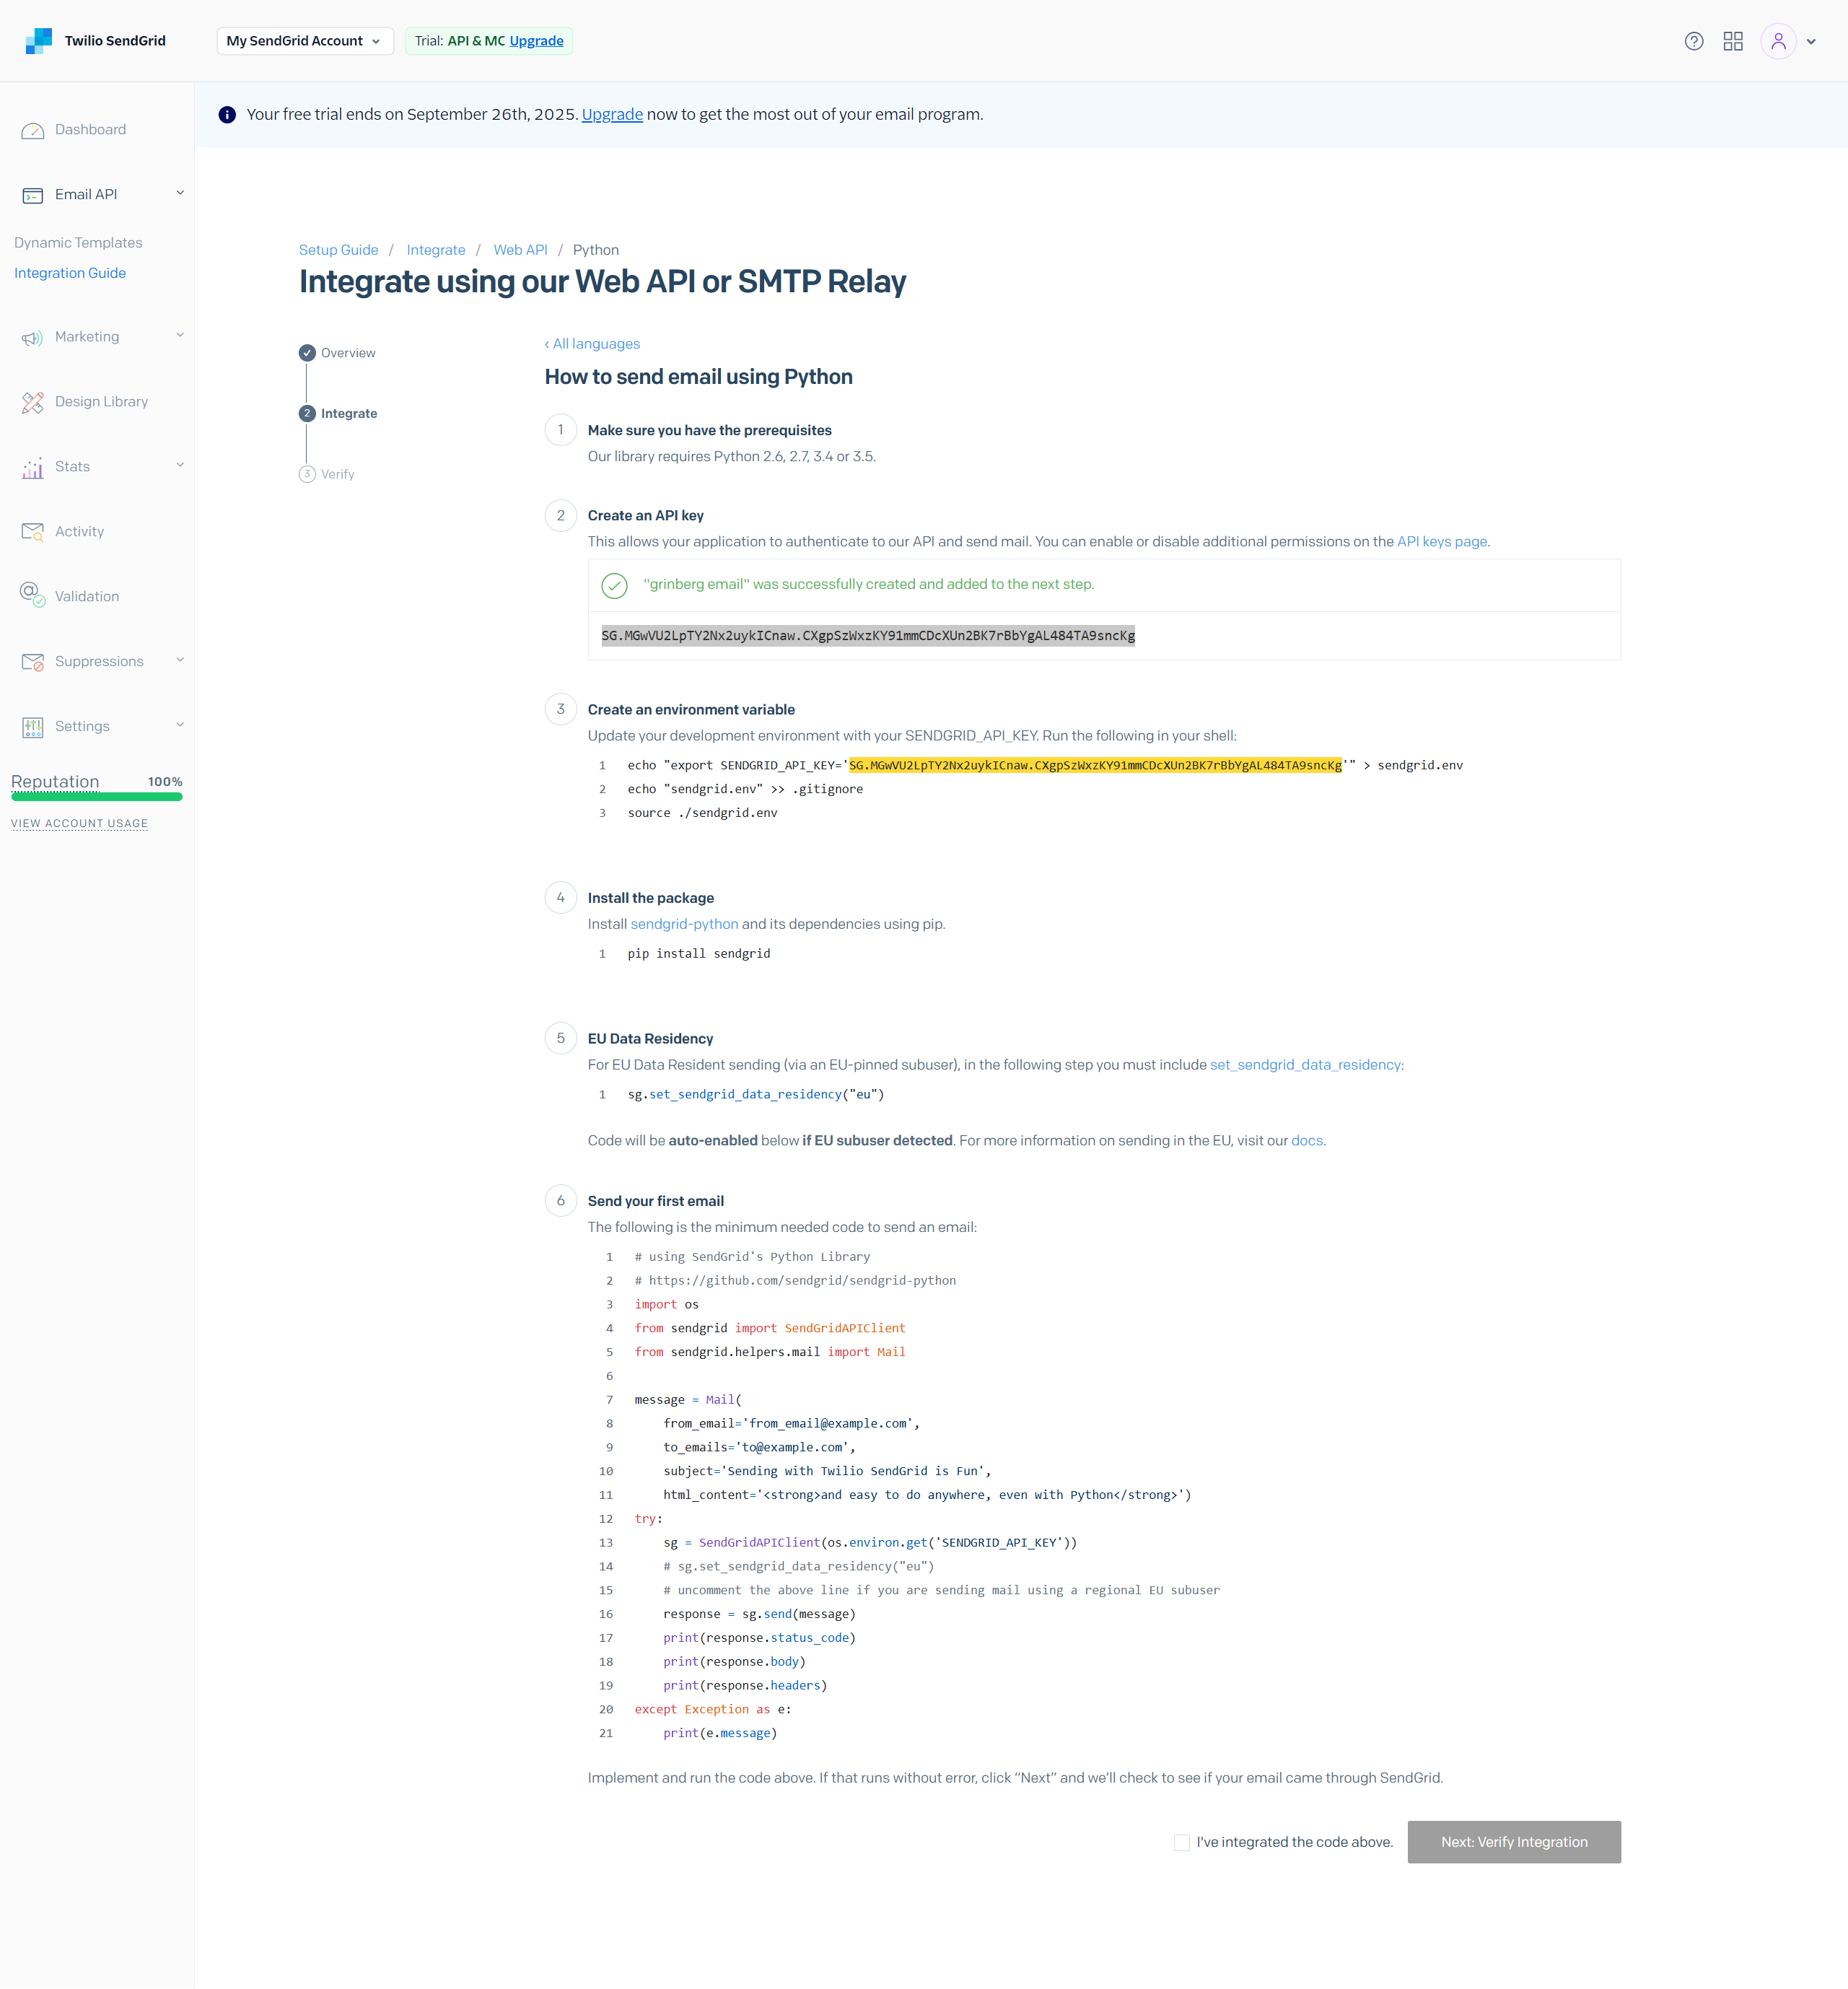 Twilio SendGrid
My SendGrid Account
Trial: API & MC Upgrade
Your free trial ends on September 26th, 2025. Upgrade now to get the most out of your email program.
Dashboard
Email API
Dynamic Templates
Integration Guide
Marketing
Design Library
Stats
Activity
Validation
Suppressions
Settings
Reputation 100%
VIEW ACCOUNT USAGE
Setup Guide / Integrate / Web API / Python
Integrate using our Web API or SMTP Relay
Overview
2 Integrate
3 Verify
‹ All languages
How to send email using Python
1 Make sure you have the prerequisites
Our library requires Python 2.6, 2.7, 3.4 or 3.5.
2 Create an API key
This allows your application to authenticate to our API and send mail. You can enable or disable additional permissions on the API keys page.
"grinberg email" was successfully created and added to the next step.
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
3 Create an environment variable
Update your development environment with your SENDGRID_API_KEY. Run the following in your shell:
1 echo "export SENDGRID_API_KEY='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'" > sendgrid.env
2 echo "sendgrid.env" >> .gitignore
3 source ./sendgrid.env
4 Install the package
Install sendgrid-python and its dependencies using pip.
1 pip install sendgrid
5 EU Data Residency
For EU Data Resident sending (via an EU-pinned subuser), in the following step you must include set_sendgrid_data_residency:
1 sg.set_sendgrid_data_residency("eu")
Code will be auto-enabled below if EU subuser detected. For more information on sending in the EU, visit our docs.
6 Send your first email
The following is the minimum needed code to send an email:
1 # using SendGrid's Python Library
2 # https://github.com/sendgrid/sendgrid-python
3 import os
4 from sendgrid import SendGridAPIClient
5 from sendgrid.helpers.mail import Mail
6
7 message = Mail(
8     from_email='from_email@example.com',
9     to_emails='to@example.com',
10     subject='Sending with Twilio SendGrid is Fun',
11     html_content='<strong>and easy to do anywhere, even with Python</strong>')
12 try:
13     sg = SendGridAPIClient(os.environ.get('SENDGRID_API_KEY'))
14     # sg.set_sendgrid_data_residency("eu")
15     # uncomment the above line if you are sending mail using a regional EU subuser
16     response = sg.send(message)
17     print(response.status_code)
18     print(response.body)
19     print(response.headers)
20 except Exception as e:
21     print(e.message)
Implement and run the code above. If that runs without error, click “Next” and we’ll check to see if your email came through SendGrid.
I've integrated the code above.
Next: Verify Integration